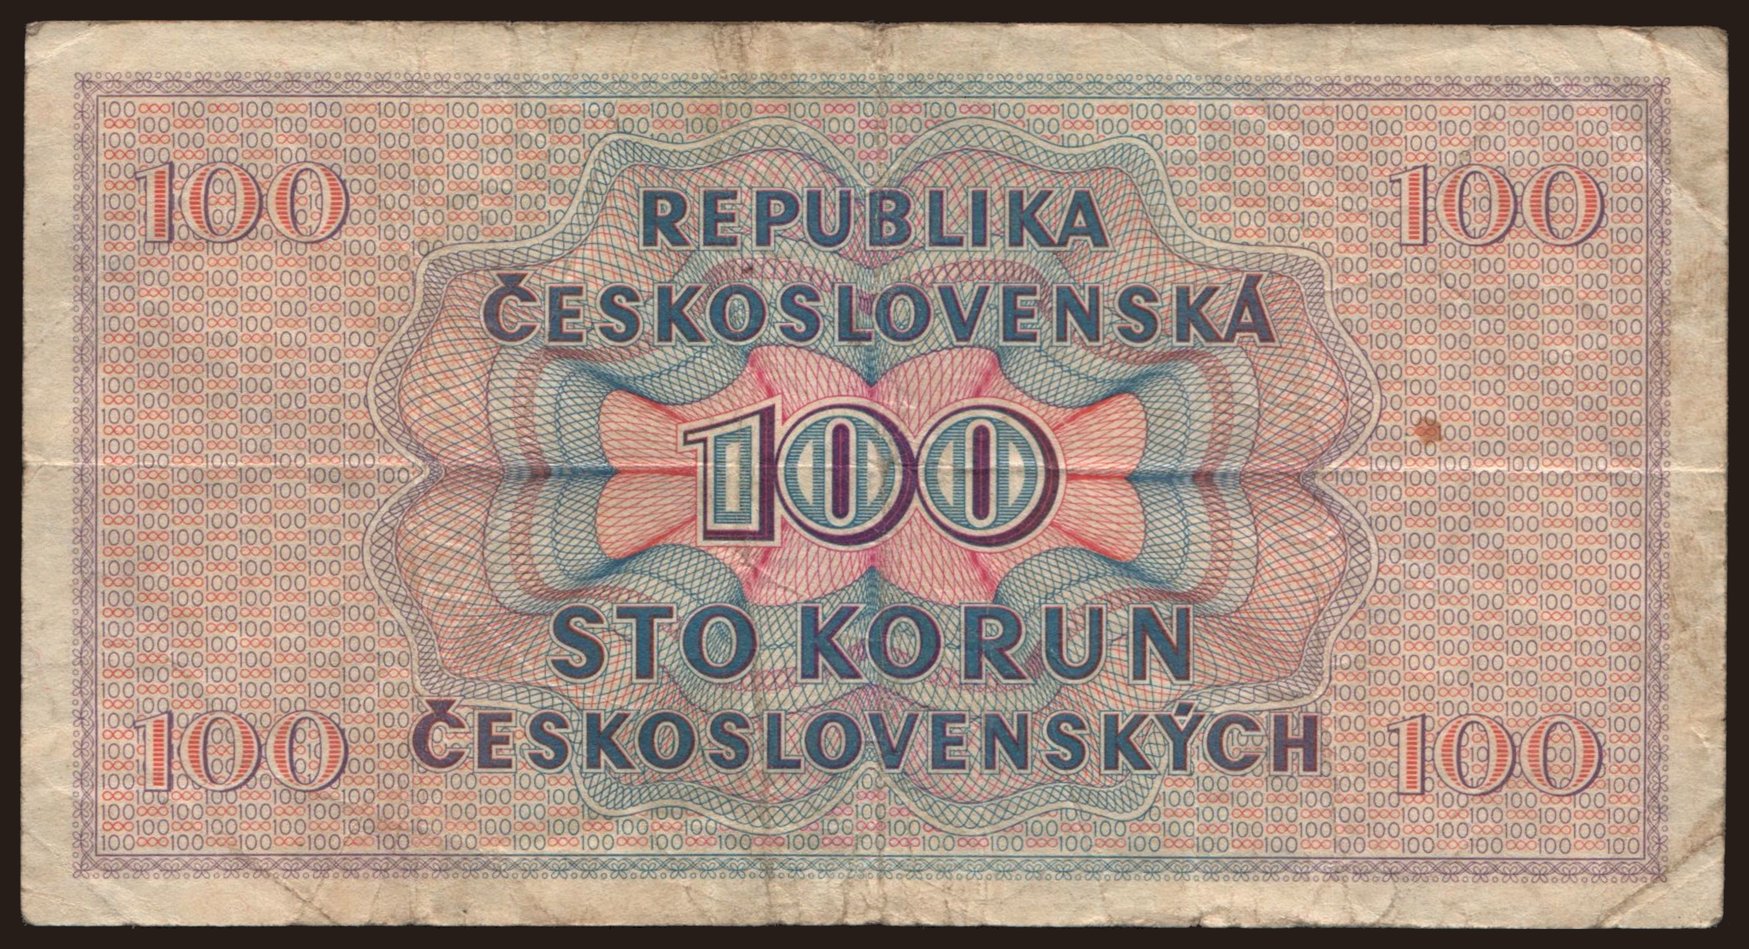 100 100
REPUBLIKA
ČESKOSLOVENSKÁ
100
STO KORUN
ČESKOSLOVENSKÝCH
100 100